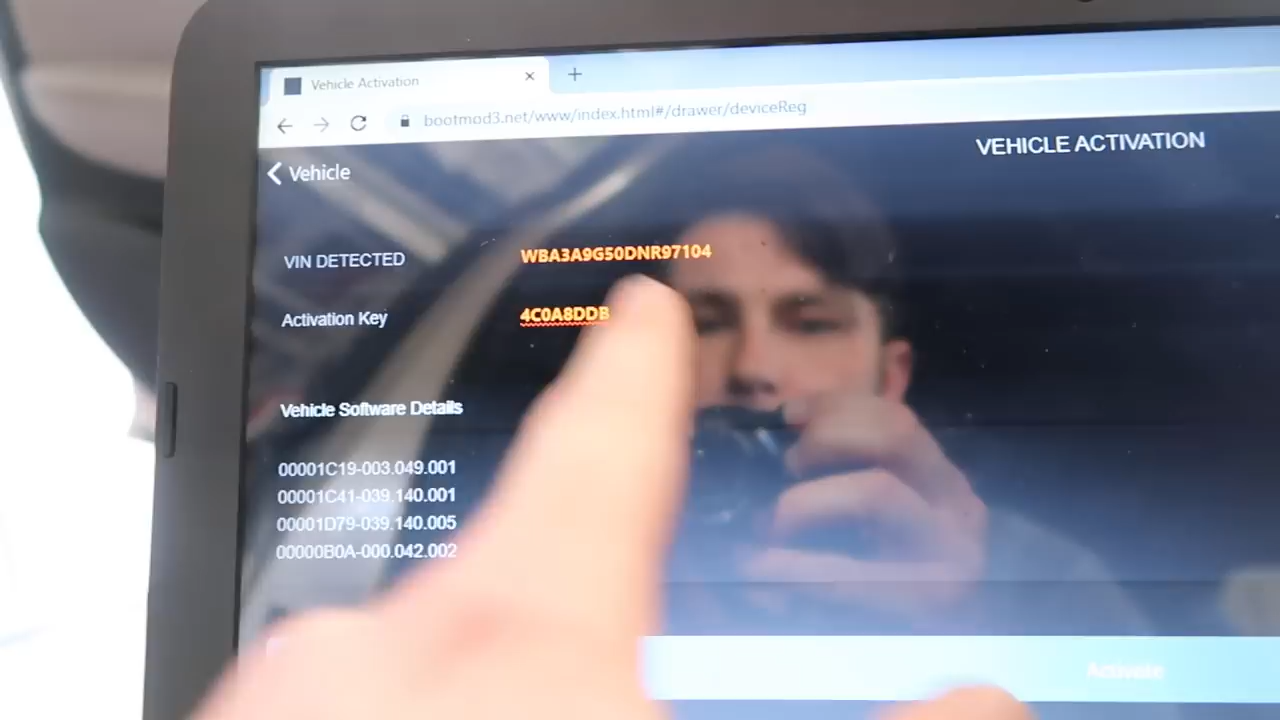 Vehicle Activation
bootmod3.net/www/index.html#/drawer/deviceReg
VEHICLE ACTIVATION
Vehicle
VIN DETECTED WBA3A9G50DNR97104
Activation Key 4C0A8DDB
Vehicle Software Details
00001C19-003.049.001
00001C41-039.140.001
00001D79-039.140.005
00000B0A-000.042.002
Activate